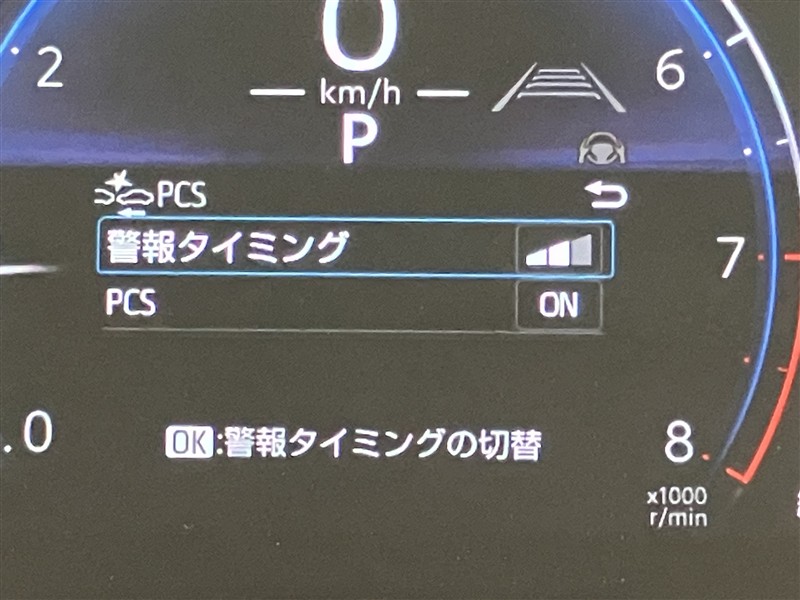 0
2
6
km/h
P
PCS
警報タイミング
7
PCS ON
.0
OK:警報タイミングの切替
8
x1000
r/min